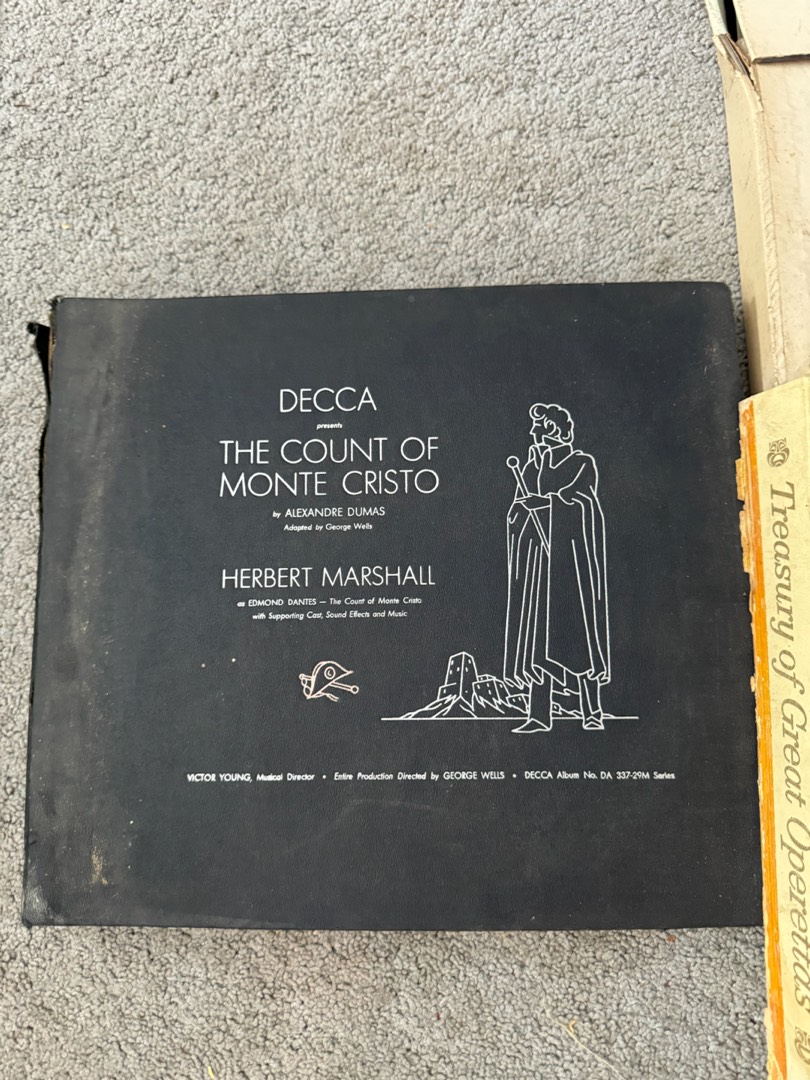 DECCA
presents
THE COUNT OF
MONTE CRISTO
by ALEXANDRE DUMAS
Adapted by George Wells
HERBERT MARSHALL
as EDMOND DANTES — The Count of Monte Cristo
with Supporting Cast, Sound Effects and Music
VICTOR YOUNG, Musical Director • Entire Production Directed by GEORGE WELLS • DECCA Album No. DA 337-29M Series
Treasury of Great Operettas